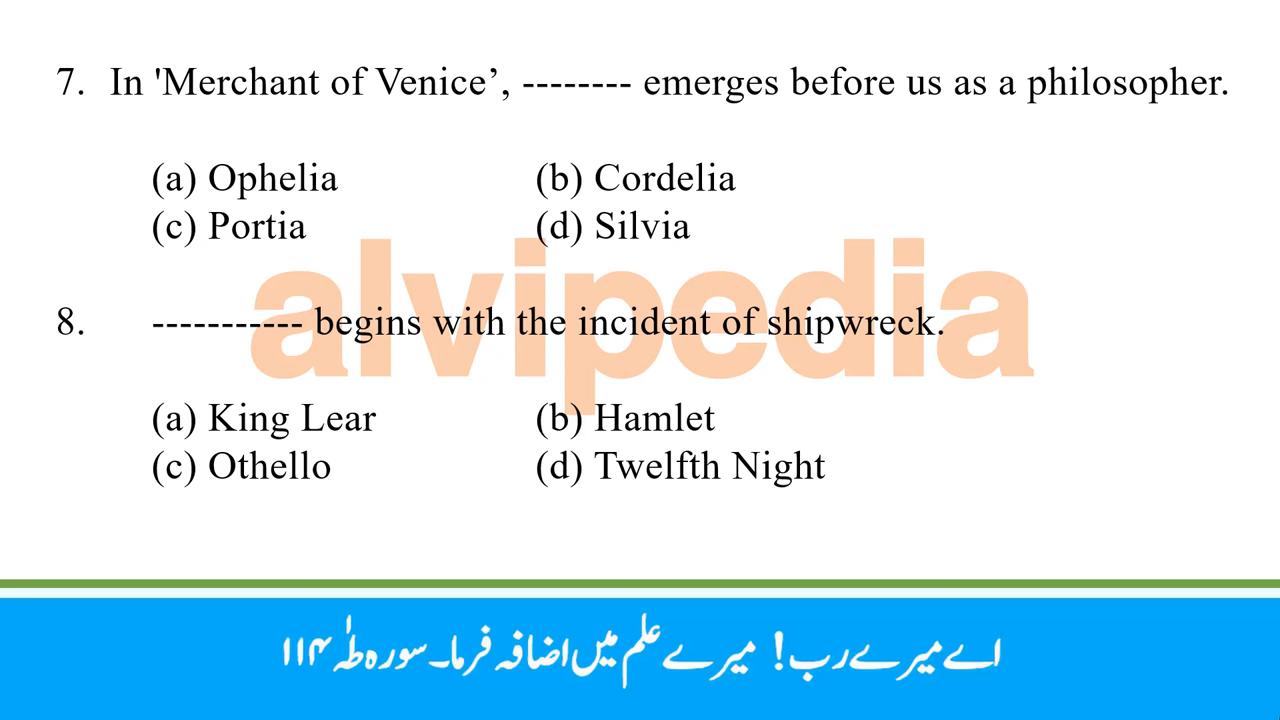 7. In 'Merchant of Venice’, -------- emerges before us as a philosopher.
(a) Ophelia (b) Cordelia
(c) Portia (d) Silvia
alvipedia
8. ----------- begins with the incident of shipwreck.
(a) King Lear (b) Hamlet
(c) Othello (d) Twelfth Night
اے میرے رب! میرے علم میں اضافہ فرما۔ سورہ طہٰ ۱۱۴